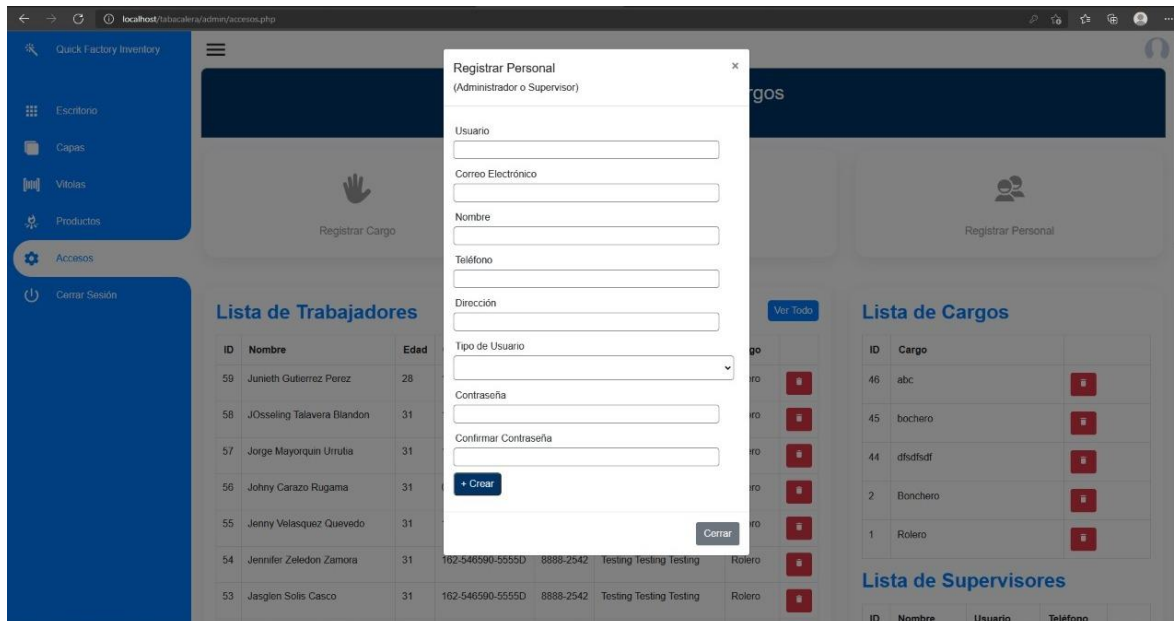 localhost/tabacalera/admin/accesos.php
Quick Factory Inventory
Escritorio
Capas
Vitolas
Productos
Accesos
Cerrar Sesión
rgos
Registrar Cargo
Registrar Personal
Registrar Personal
(Administrador o Supervisor)
×
Usuario
Correo Electrónico
Nombre
Teléfono
Dirección
Tipo de Usuario
Contraseña
Confirmar Contraseña
+ Crear
Cerrar
Lista de Trabajadores
Ver Todo
ID Nombre Edad go
59 Junieth Gutierrez Perez 28 ro
58 JOsseling Talavera Blandon 31 ro
57 Jorge Mayorquin Urrutia 31 ro
56 Johny Carazo Rugama 31 ro
55 Jenny Velasquez Quevedo 31 ro
54 Jennifer Zeledon Zamora 31 162-546590-5555D 8888-2542 Testing Testing Testing Rolero
53 Jasglen Solis Casco 31 162-546590-5555D 8888-2542 Testing Testing Testing Rolero
Lista de Cargos
ID Cargo
46 abc
45 bochero
44 dfsdfsdf
2 Bonchero
1 Rolero
Lista de Supervisores
ID Nombre Usuario Teléfono